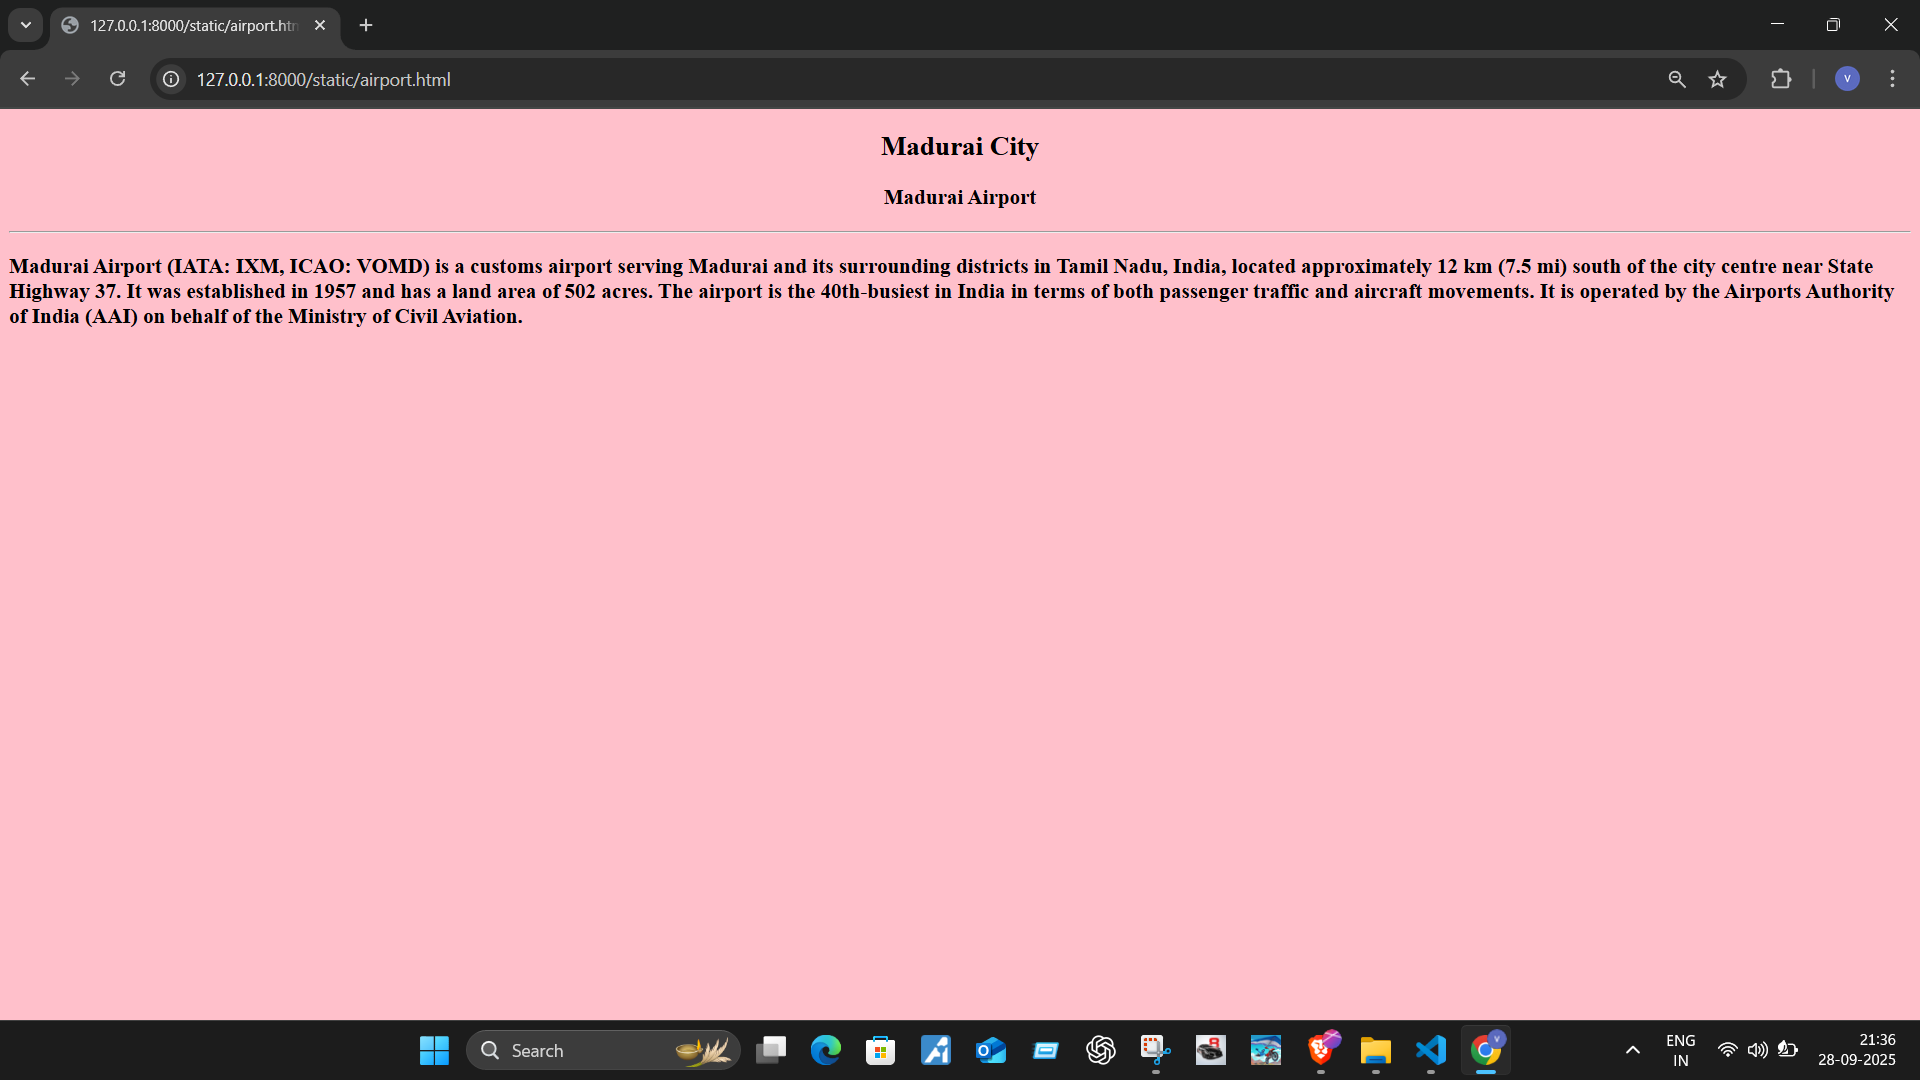 127.0.0.1:8000/static/airport.htm
127.0.0.1:8000/static/airport.html
V
Madurai City
Madurai Airport
Madurai Airport (IATA: IXM, ICAO: VOMD) is a customs airport serving Madurai and its surrounding districts in Tamil Nadu, India, located approximately 12 km (7.5 mi) south of the city centre near State
Highway 37. It was established in 1957 and has a land area of 502 acres. The airport is the 40th-busiest in India in terms of both passenger traffic and aircraft movements. It is operated by the Airports Authority
of India (AAI) on behalf of the Ministry of Civil Aviation.
Search
V
ENG
IN
21:36
28-09-2025